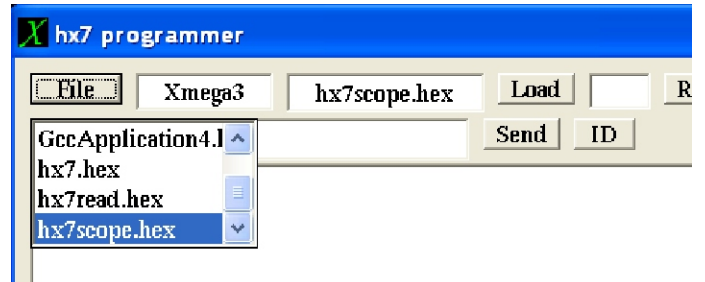 X hx7 programmer
File Xmega3 hx7scope.hex Load R
GccApplication4.l Send ID
hx7.hex
hx7read.hex
hx7scope.hex